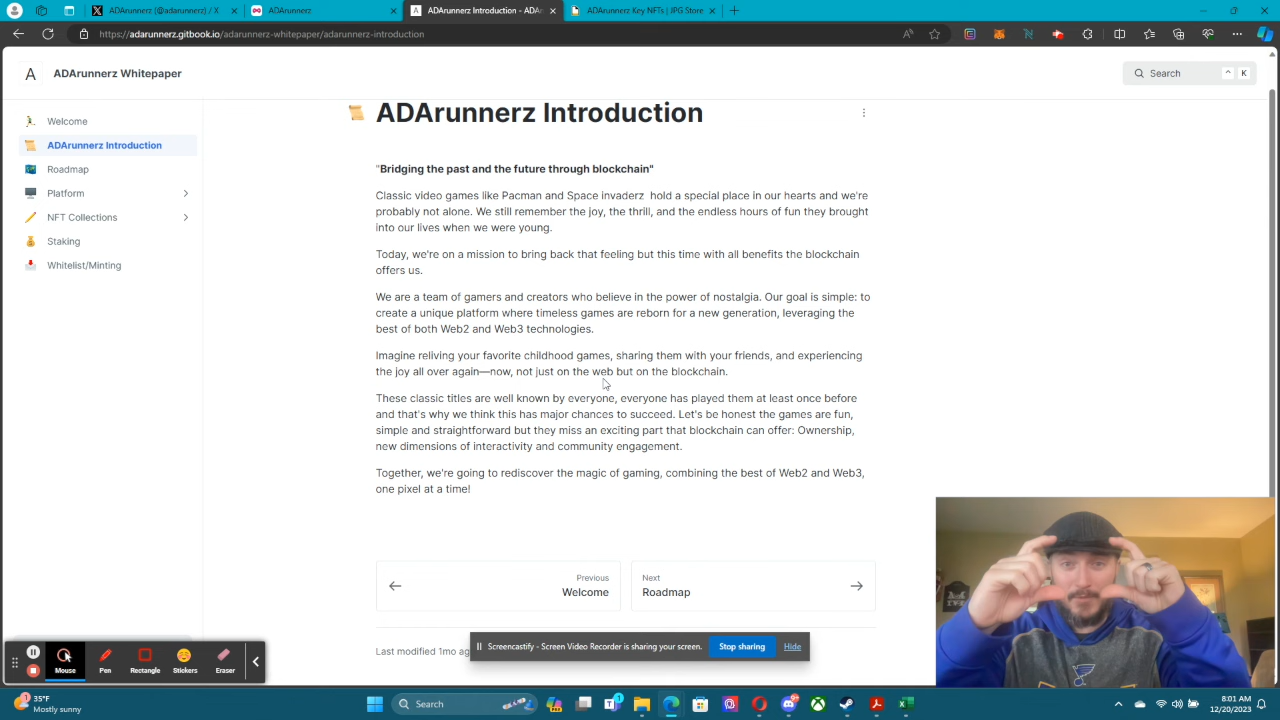 ADArunnerz (@adarunnerz) / X
ADArunnerz
ADArunnerz Introduction - ADAr
ADArunnerz Key NFTs | JPG Store
https://adarunnerz.gitbook.io/adarunnerz-whitepaper/adarunnerz-introduction
A
ADArunnerz Whitepaper
Search
^ K
Welcome
ADArunnerz Introduction
Roadmap
Platform
NFT Collections
Staking
Whitelist/Minting
ADArunnerz Introduction
"Bridging the past and the future through blockchain"
Classic video games like Pacman and Space invaderz hold a special place in our hearts and we're
probably not alone. We still remember the joy, the thrill, and the endless hours of fun they brought
into our lives when we were young.
Today, we're on a mission to bring back that feeling but this time with all benefits the blockchain
offers us.
We are a team of gamers and creators who believe in the power of nostalgia. Our goal is simple: to
create a unique platform where timeless games are reborn for a new generation, leveraging the
best of both Web2 and Web3 technologies.
Imagine reliving your favorite childhood games, sharing them with your friends, and experiencing
the joy all over again—now, not just on the web but on the blockchain.
These classic titles are well known by everyone, everyone has played them at least once before
and that's why we think this has major chances to succeed. Let's be honest the games are fun,
simple and straightforward but they miss an exciting part that blockchain can offer: Ownership,
new dimensions of interactivity and community engagement.
Together, we're going to rediscover the magic of gaming, combining the best of Web2 and Web3,
one pixel at a time!
Previous
Welcome
Next
Roadmap
Last modified 1mo ag
Screencastify - Screen Video Recorder is sharing your screen.
Stop sharing
Hide
Mouse
Pen
Rectangle
Stickers
Eraser
35°F
Mostly sunny
Search
8:01 AM
12/20/2023